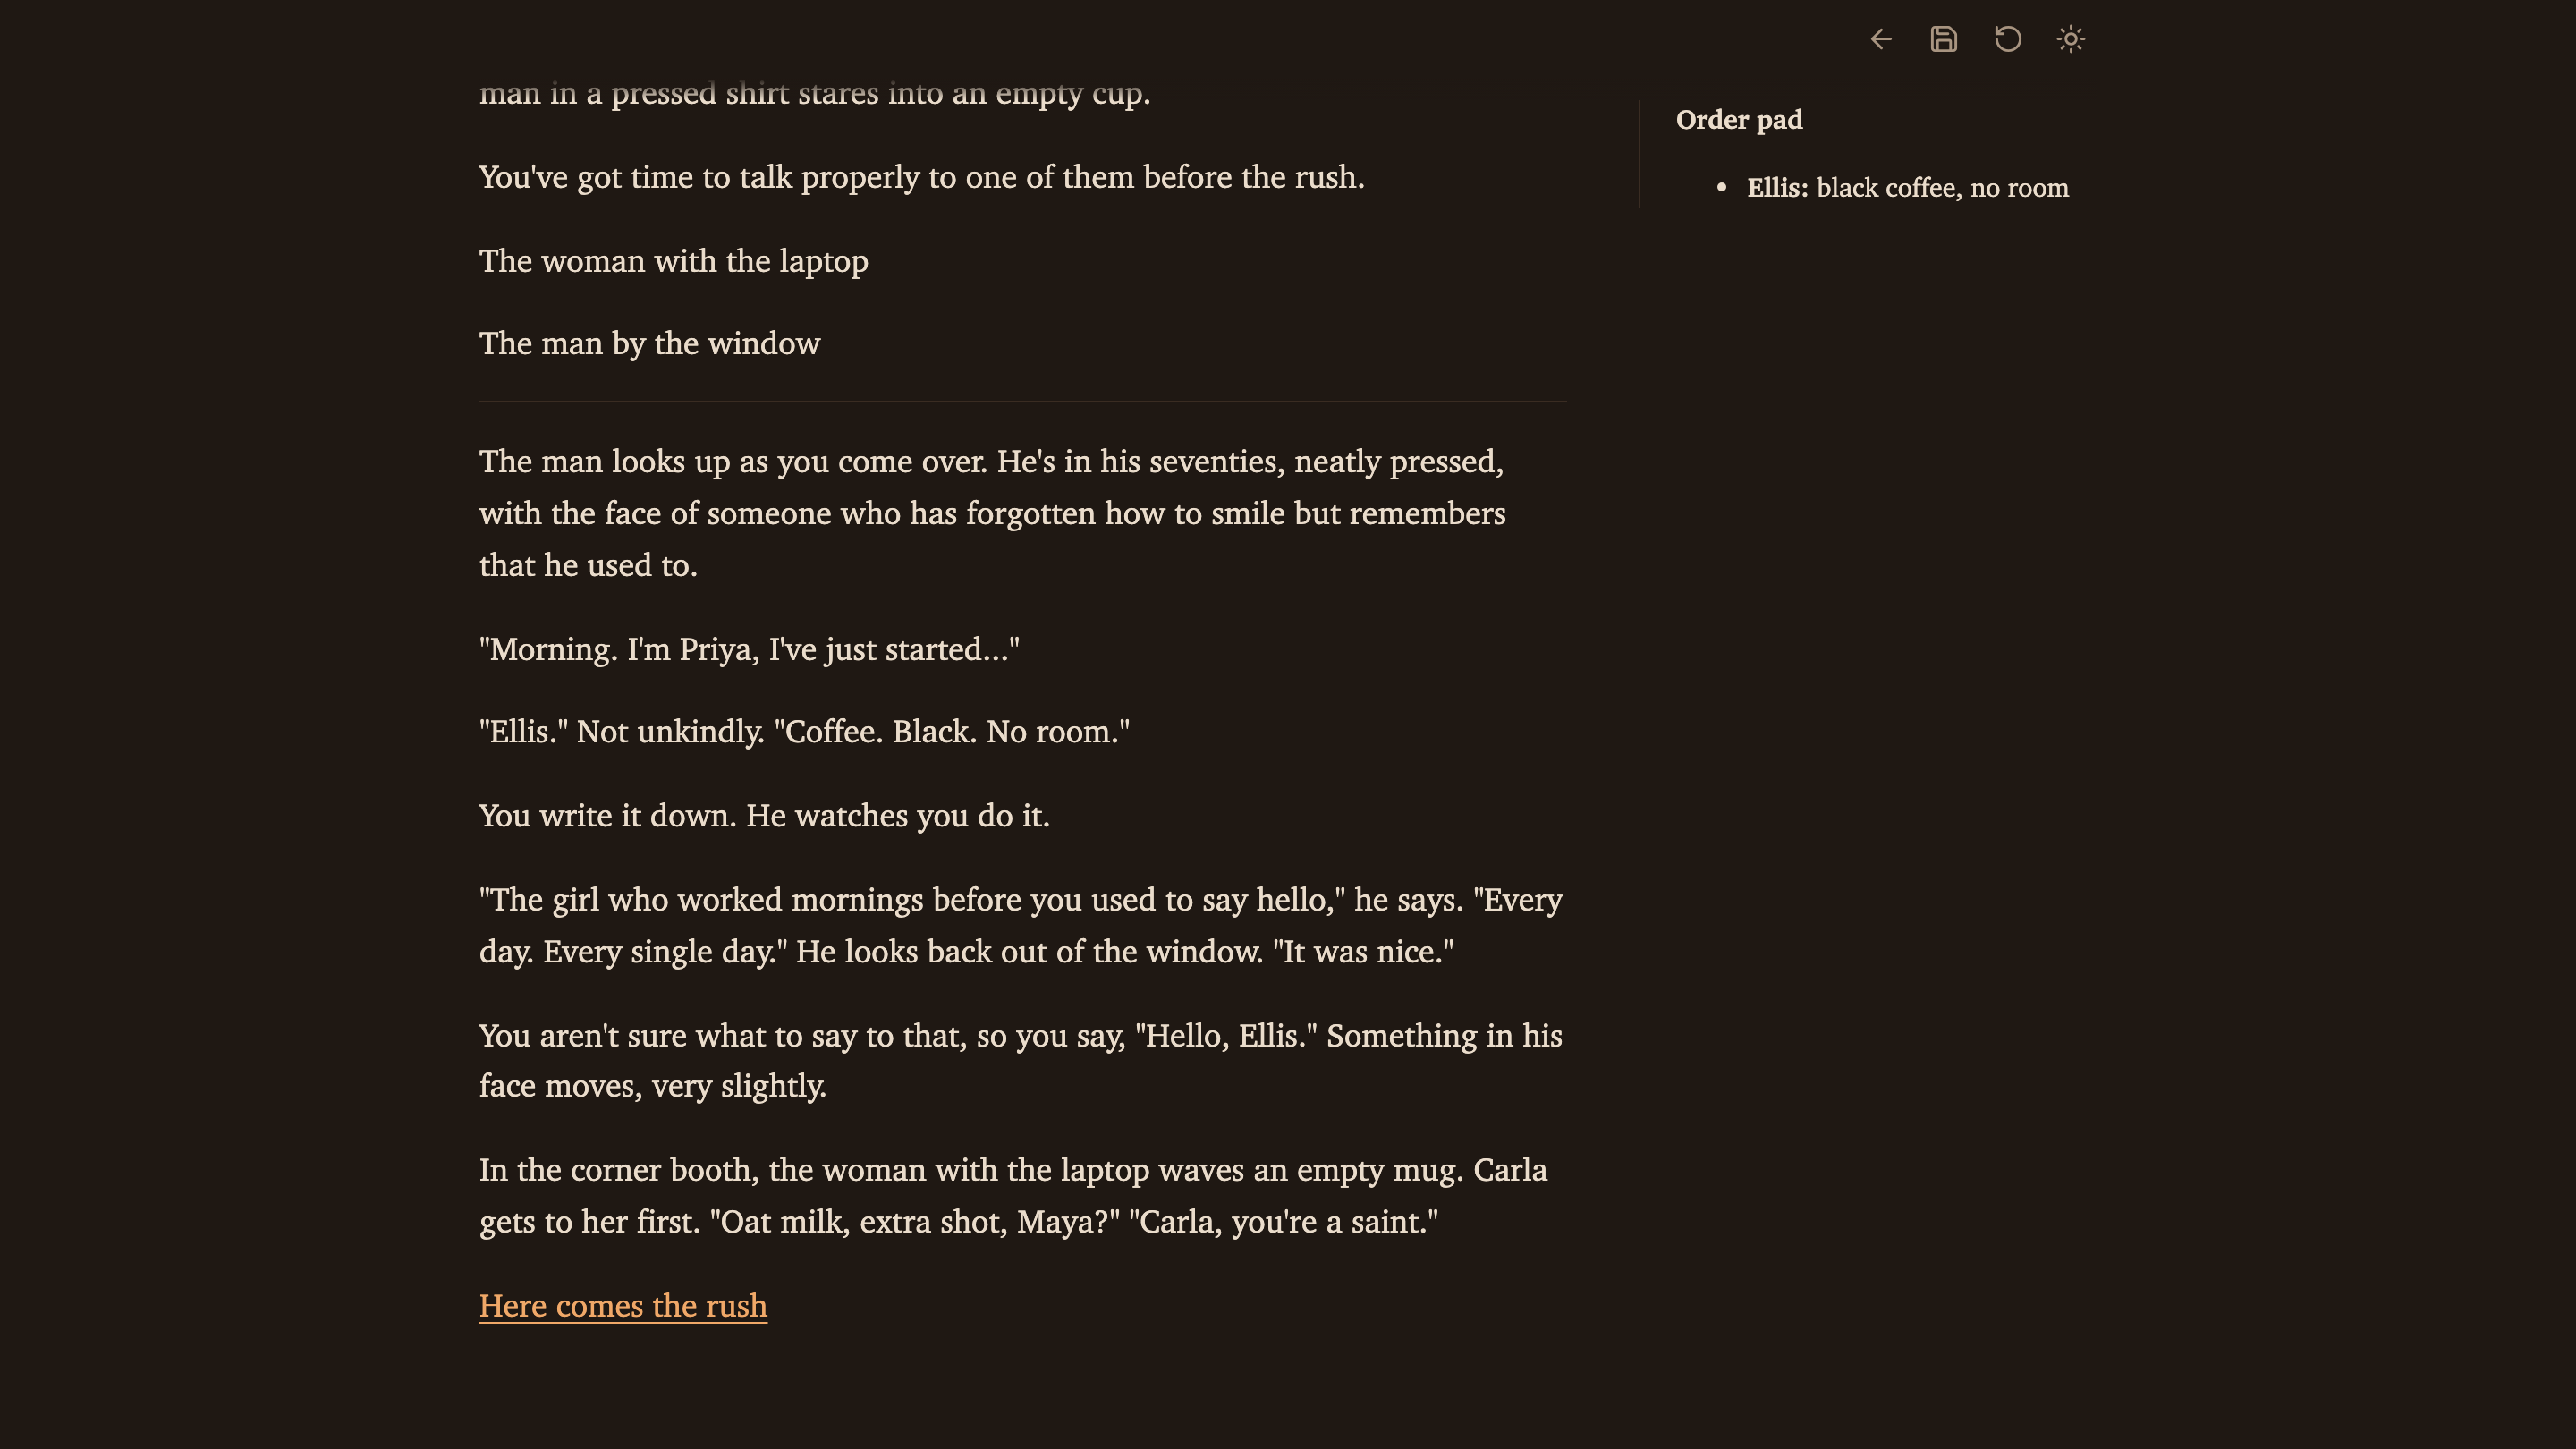 man in a pressed shirt stares into an empty cup.
You've got time to talk properly to one of them before the rush.
The woman with the laptop
The man by the window
The man looks up as you come over. He's in his seventies, neatly pressed,
with the face of someone who has forgotten how to smile but remembers
that he used to.
"Morning. I'm Priya, I've just started..."
"Ellis." Not unkindly. "Coffee. Black. No room."
You write it down. He watches you do it.
"The girl who worked mornings before you used to say hello," he says. "Every
day. Every single day." He looks back out of the window. "It was nice."
You aren't sure what to say to that, so you say, "Hello, Ellis." Something in his
face moves, very slightly.
In the corner booth, the woman with the laptop waves an empty mug. Carla
gets to her first. "Oat milk, extra shot, Maya?" "Carla, you're a saint."
Here comes the rush
Order pad
• Ellis: black coffee, no room